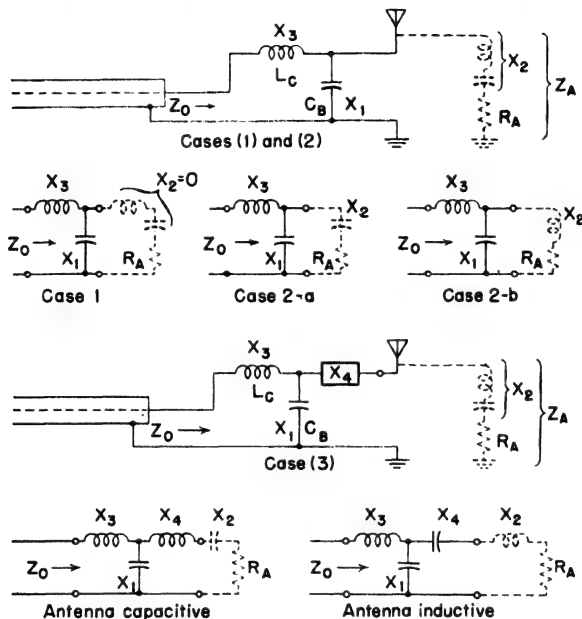 X3
LC
X2
ZA
Z0 →
CB X1
RA
Cases (1) and (2)
X3 X2=0
Z0 → X1 RA
Case 1
X3 X2
Z0 → X1 RA
Case 2-a
X3 X2
Z0 → X1 RA
Case 2-b
X3
X4
LC
X2
ZA
Z0 →
X1 CB
RA
Case (3)
X3 X4 X2
Z0 → X1 RA
Antenna capacitive
X3 X4 X2
Z0 → X1 RA
Antenna inductive